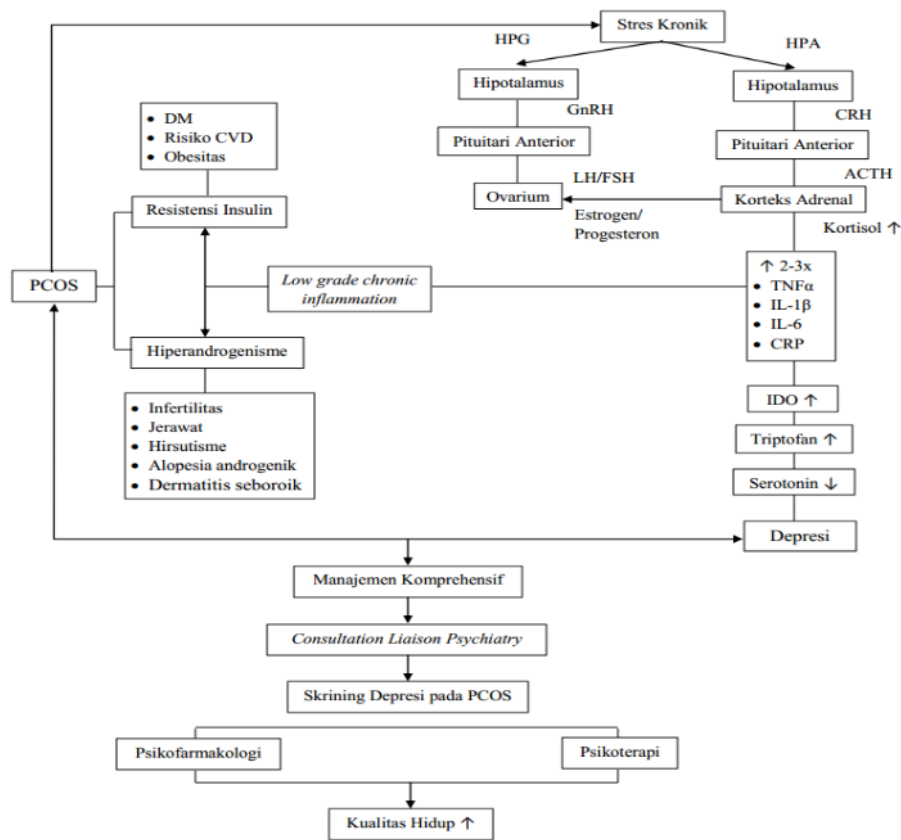 Stres Kronik
HPG
HPA
Hipotalamus
Hipotalamus
GnRH
CRH
Pituitari Anterior
Pituitari Anterior
LH/FSH
ACTH
Ovarium
Korteks Adrenal
Estrogen/
Progesteron
Kortisol ↑
• DM
• Risiko CVD
• Obesitas
Resistensi Insulin
PCOS
Low grade chronic
inflammation
↑ 2-3x
• TNFα
• IL-1β
• IL-6
• CRP
Hiperandrogenisme
• Infertilitas
• Jerawat
• Hirsutisme
• Alopesia androgenik
• Dermatitis seboroik
IDO ↑
Triptofan ↑
Serotonin ↓
Depresi
Manajemen Komprehensif
Consultation Liaison Psychiatry
Skrining Depresi pada PCOS
Psikofarmakologi
Psikoterapi
Kualitas Hidup ↑